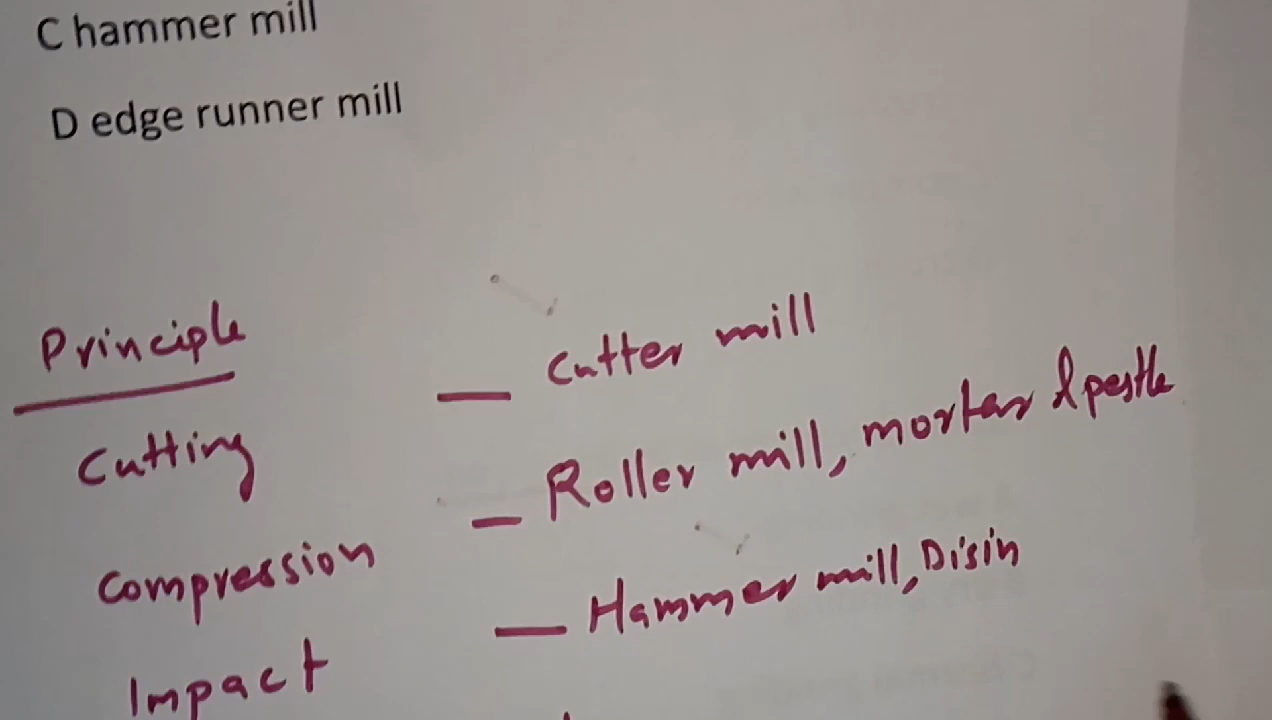 C hammer mill
D edge runner mill
Principle
Cutting — Cutter mill
Compression — Roller mill, mortar & pestle
Impact — Hammer mill, Disin